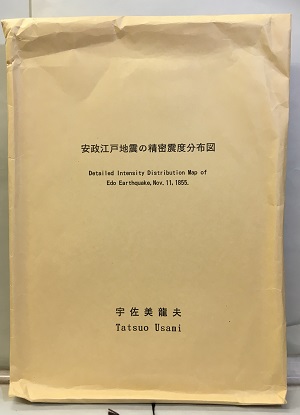 安政江戸地震の精密震度分布図
Detailed Intensity Distribution Map of
Edo Earthquake, Nov. 11, 1855.
宇佐美龍夫
Tatsuo Usami